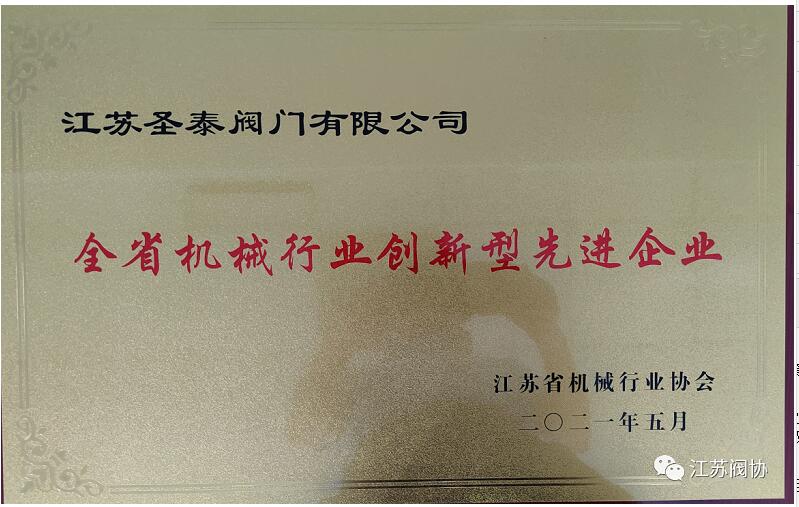 江苏圣泰阀门有限公司
全省机械行业创新型先进企业
江苏省机械行业协会
二〇二一年五月
江苏阀协